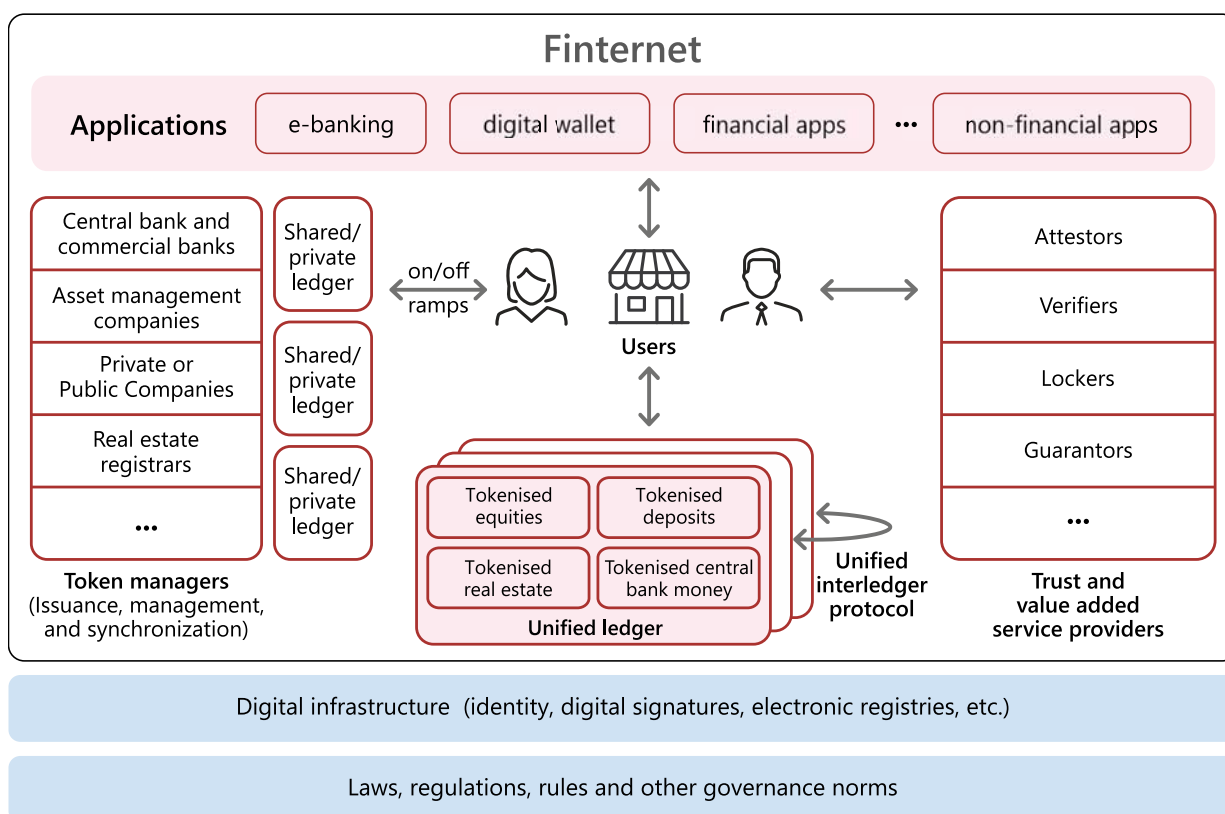 Finternet
Applications
e-banking
digital wallet
financial apps
...
non-financial apps
Central bank and
commercial banks
Asset management
companies
Private or
Public Companies
Real estate
registrars
...
Token managers
(Issuance, management,
and synchronization)
Shared/
private
ledger
Shared/
private
ledger
Shared/
private
ledger
on/off
ramps
Users
Tokenised
equities
Tokenised
deposits
Tokenised
real estate
Tokenised central
bank money
Unified ledger
Unified
interledger
protocol
Attestors
Verifiers
Lockers
Guarantors
...
Trust and
value added
service providers
Digital infrastructure (identity, digital signatures, electronic registries, etc.)
Laws, regulations, rules and other governance norms